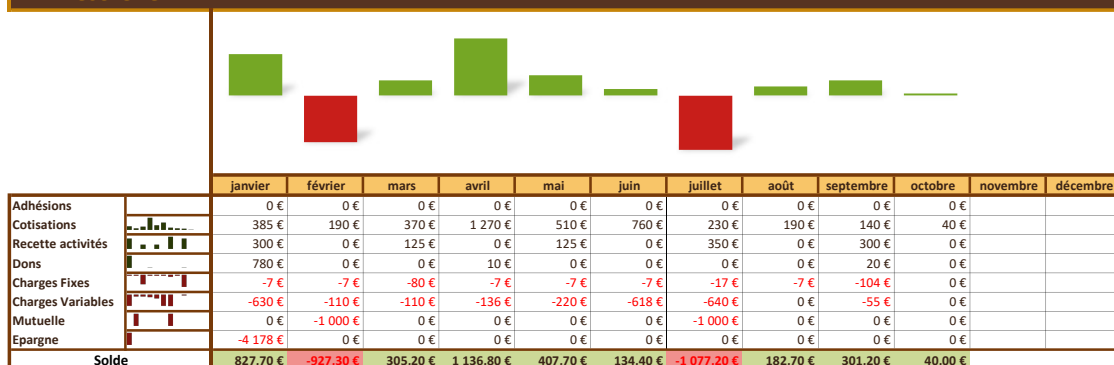 janvier février mars avril mai juin juillet août septembre octobre novembre décembre
Adhésions 0 € 0 € 0 € 0 € 0 € 0 € 0 € 0 € 0 € 0 €
Cotisations 385 € 190 € 370 € 1 270 € 510 € 760 € 230 € 190 € 140 € 40 €
Recette activités 300 € 0 € 125 € 0 € 125 € 0 € 350 € 0 € 300 € 0 €
Dons 780 € 0 € 0 € 10 € 0 € 0 € 0 € 0 € 20 € 0 €
Charges Fixes -7 € -7 € -80 € -7 € -7 € -7 € -17 € -7 € -104 € 0 €
Charges Variables -630 € -110 € -110 € -136 € -220 € -618 € -640 € 0 € -55 € 0 €
Mutuelle 0 € -1 000 € 0 € 0 € 0 € 0 € -1 000 € 0 € 0 € 0 €
Epargne -4 178 € 0 € 0 € 0 € 0 € 0 € 0 € 0 € 0 € 0 €
Solde 827.70 € -927.30 € 305.20 € 1 136.80 € 407.70 € 134.40 € -1 077.20 € 182.70 € 301.20 € 40.00 €